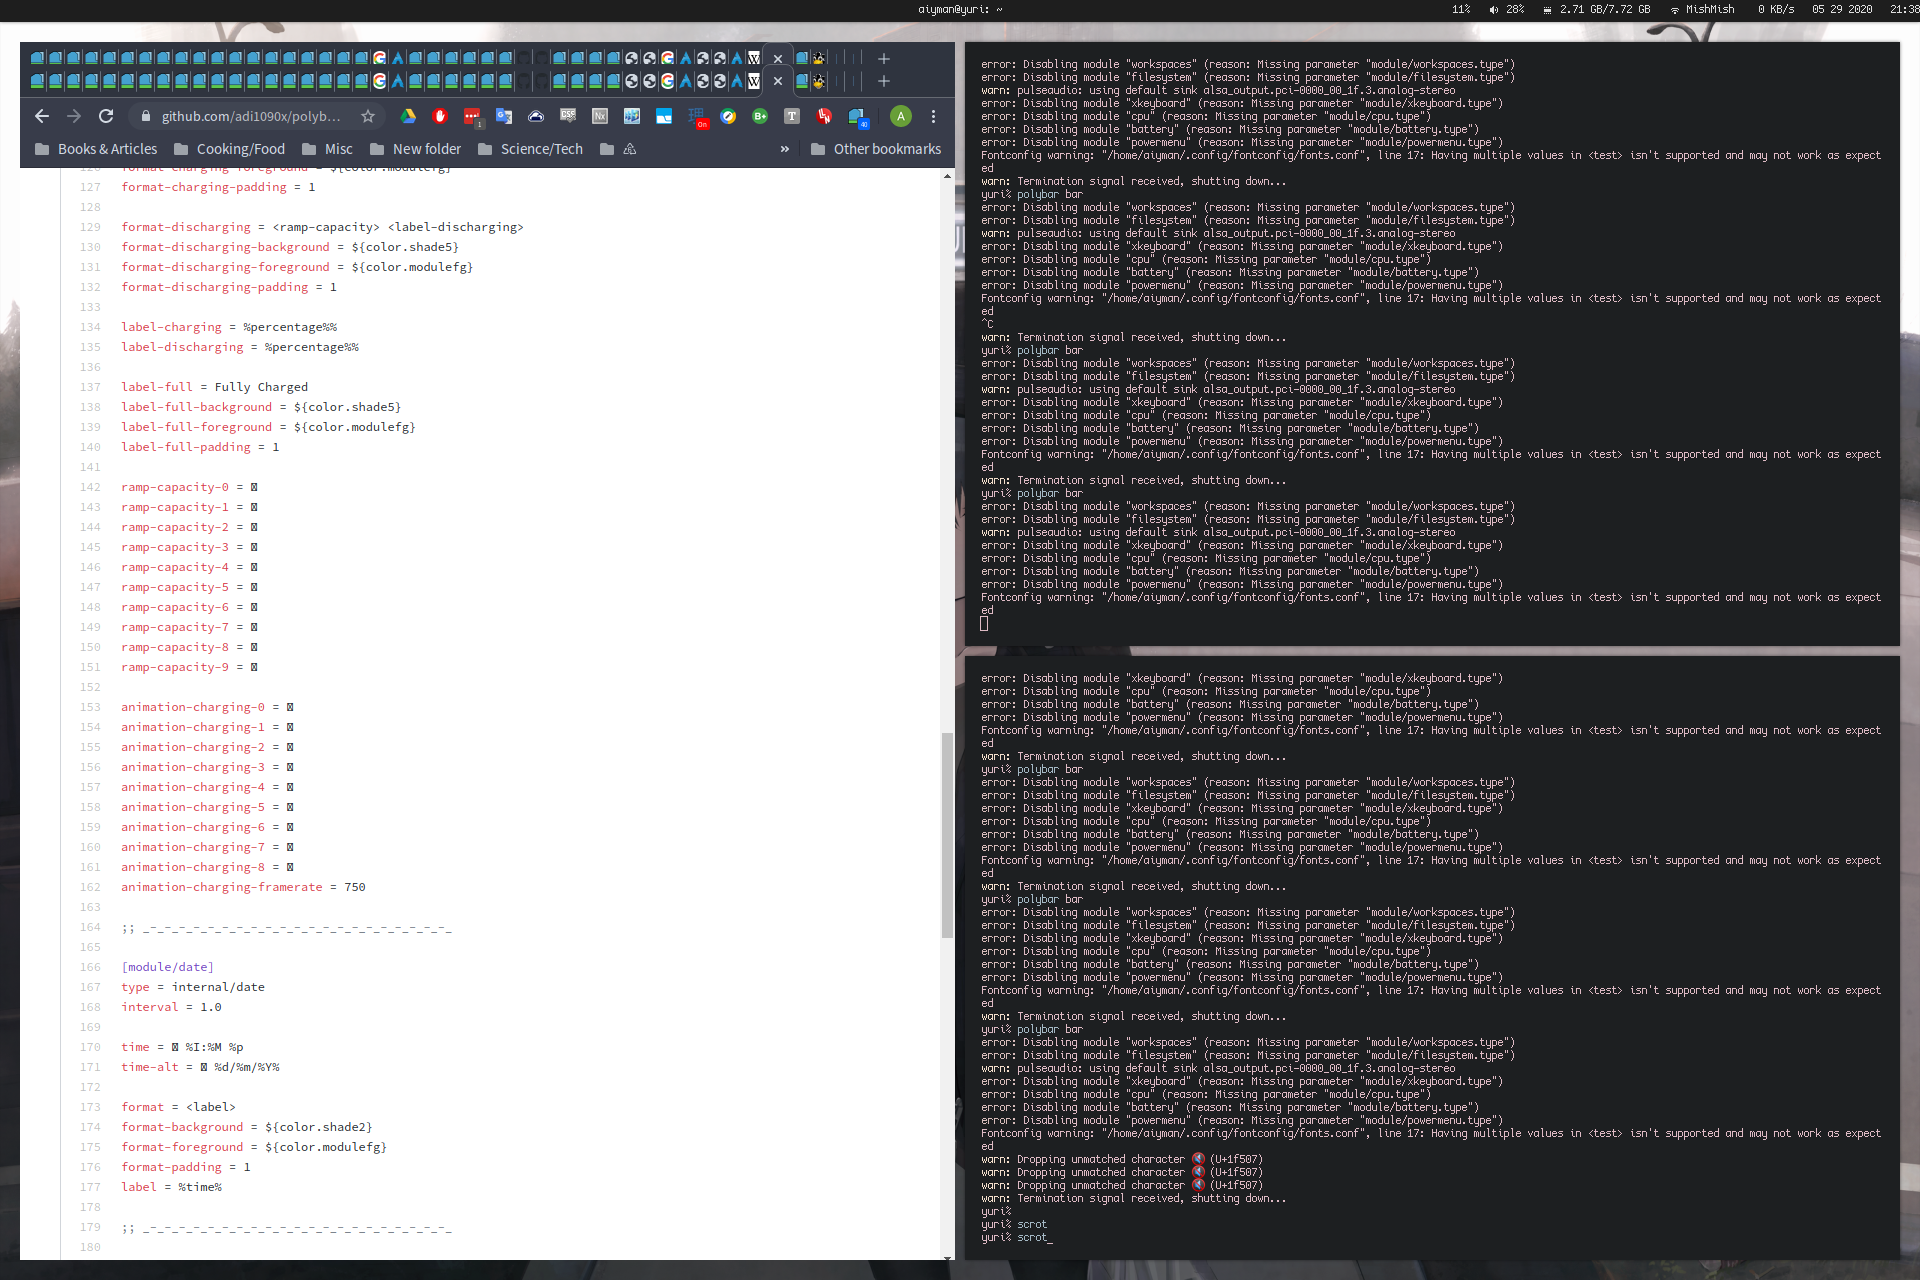 aiyman@yuri: ~
11% 28% 2.71 GB/7.72 GB MishMish 0 KB/s 05 29 2020 21:38
github.com/adi1090x/polyb...
Books & Articles Cooking/Food Misc New folder Science/Tech » Other bookmarks
126 format-charging-foreground = ${color.modulefg}
127 format-charging-padding = 1
128
129 format-discharging = <ramp-capacity> <label-discharging>
130 format-discharging-background = ${color.shade5}
131 format-discharging-foreground = ${color.modulefg}
132 format-discharging-padding = 1
133
134 label-charging = %percentage%%
135 label-discharging = %percentage%%
136
137 label-full = Fully Charged
138 label-full-background = ${color.shade5}
139 label-full-foreground = ${color.modulefg}
140 label-full-padding = 1
141
142 ramp-capacity-0 =
143 ramp-capacity-1 =
144 ramp-capacity-2 =
145 ramp-capacity-3 =
146 ramp-capacity-4 =
147 ramp-capacity-5 =
148 ramp-capacity-6 =
149 ramp-capacity-7 =
150 ramp-capacity-8 =
151 ramp-capacity-9 =
152
153 animation-charging-0 =
154 animation-charging-1 =
155 animation-charging-2 =
156 animation-charging-3 =
157 animation-charging-4 =
158 animation-charging-5 =
159 animation-charging-6 =
160 animation-charging-7 =
161 animation-charging-8 =
162 animation-charging-framerate = 750
163
164 ;; _-_-_-_-_-_-_-_-_-_-_-_-_-_-_-_-_-_-_-_-_-_
165
166 [module/date]
167 type = internal/date
168 interval = 1.0
169
170 time = %I:%M %p
171 time-alt = %d/%m/%Y%
172
173 format = <label>
174 format-background = ${color.shade2}
175 format-foreground = ${color.modulefg}
176 format-padding = 1
177 label = %time%
178
179 ;; _-_-_-_-_-_-_-_-_-_-_-_-_-_-_-_-_-_-_-_-_-_
180
error: Disabling module "workspaces" (reason: Missing parameter "module/workspaces.type")
error: Disabling module "filesystem" (reason: Missing parameter "module/filesystem.type")
warn: pulseaudio: using default sink alsa_output.pci-0000_00_1f.3.analog-stereo
error: Disabling module "xkeyboard" (reason: Missing parameter "module/xkeyboard.type")
error: Disabling module "cpu" (reason: Missing parameter "module/cpu.type")
error: Disabling module "battery" (reason: Missing parameter "module/battery.type")
error: Disabling module "powermenu" (reason: Missing parameter "module/powermenu.type")
Fontconfig warning: "/home/aiyman/.config/fontconfig/fonts.conf", line 17: Having multiple values in <test> isn't supported and may not work as expect
ed
warn: Termination signal received, shutting down...
yuri% polybar bar
error: Disabling module "workspaces" (reason: Missing parameter "module/workspaces.type")
error: Disabling module "filesystem" (reason: Missing parameter "module/filesystem.type")
warn: pulseaudio: using default sink alsa_output.pci-0000_00_1f.3.analog-stereo
error: Disabling module "xkeyboard" (reason: Missing parameter "module/xkeyboard.type")
error: Disabling module "cpu" (reason: Missing parameter "module/cpu.type")
error: Disabling module "battery" (reason: Missing parameter "module/battery.type")
error: Disabling module "powermenu" (reason: Missing parameter "module/powermenu.type")
Fontconfig warning: "/home/aiyman/.config/fontconfig/fonts.conf", line 17: Having multiple values in <test> isn't supported and may not work as expect
ed
^C
warn: Termination signal received, shutting down...
yuri% polybar bar
error: Disabling module "workspaces" (reason: Missing parameter "module/workspaces.type")
error: Disabling module "filesystem" (reason: Missing parameter "module/filesystem.type")
warn: pulseaudio: using default sink alsa_output.pci-0000_00_1f.3.analog-stereo
error: Disabling module "xkeyboard" (reason: Missing parameter "module/xkeyboard.type")
error: Disabling module "cpu" (reason: Missing parameter "module/cpu.type")
error: Disabling module "battery" (reason: Missing parameter "module/battery.type")
error: Disabling module "powermenu" (reason: Missing parameter "module/powermenu.type")
Fontconfig warning: "/home/aiyman/.config/fontconfig/fonts.conf", line 17: Having multiple values in <test> isn't supported and may not work as expect
ed
warn: Termination signal received, shutting down...
yuri% polybar bar
error: Disabling module "workspaces" (reason: Missing parameter "module/workspaces.type")
error: Disabling module "filesystem" (reason: Missing parameter "module/filesystem.type")
warn: pulseaudio: using default sink alsa_output.pci-0000_00_1f.3.analog-stereo
error: Disabling module "xkeyboard" (reason: Missing parameter "module/xkeyboard.type")
error: Disabling module "cpu" (reason: Missing parameter "module/cpu.type")
error: Disabling module "battery" (reason: Missing parameter "module/battery.type")
error: Disabling module "powermenu" (reason: Missing parameter "module/powermenu.type")
Fontconfig warning: "/home/aiyman/.config/fontconfig/fonts.conf", line 17: Having multiple values in <test> isn't supported and may not work as expect
ed
error: Disabling module "xkeyboard" (reason: Missing parameter "module/xkeyboard.type")
error: Disabling module "cpu" (reason: Missing parameter "module/cpu.type")
error: Disabling module "battery" (reason: Missing parameter "module/battery.type")
error: Disabling module "powermenu" (reason: Missing parameter "module/powermenu.type")
Fontconfig warning: "/home/aiyman/.config/fontconfig/fonts.conf", line 17: Having multiple values in <test> isn't supported and may not work as expect
ed
warn: Termination signal received, shutting down...
yuri% polybar bar
error: Disabling module "workspaces" (reason: Missing parameter "module/workspaces.type")
error: Disabling module "filesystem" (reason: Missing parameter "module/filesystem.type")
error: Disabling module "xkeyboard" (reason: Missing parameter "module/xkeyboard.type")
error: Disabling module "cpu" (reason: Missing parameter "module/cpu.type")
error: Disabling module "battery" (reason: Missing parameter "module/battery.type")
error: Disabling module "powermenu" (reason: Missing parameter "module/powermenu.type")
Fontconfig warning: "/home/aiyman/.config/fontconfig/fonts.conf", line 17: Having multiple values in <test> isn't supported and may not work as expect
ed
warn: Termination signal received, shutting down...
yuri% polybar bar
error: Disabling module "workspaces" (reason: Missing parameter "module/workspaces.type")
error: Disabling module "filesystem" (reason: Missing parameter "module/filesystem.type")
error: Disabling module "xkeyboard" (reason: Missing parameter "module/xkeyboard.type")
error: Disabling module "cpu" (reason: Missing parameter "module/cpu.type")
error: Disabling module "battery" (reason: Missing parameter "module/battery.type")
error: Disabling module "powermenu" (reason: Missing parameter "module/powermenu.type")
Fontconfig warning: "/home/aiyman/.config/fontconfig/fonts.conf", line 17: Having multiple values in <test> isn't supported and may not work as expect
ed
warn: Termination signal received, shutting down...
yuri% polybar bar
error: Disabling module "workspaces" (reason: Missing parameter "module/workspaces.type")
error: Disabling module "filesystem" (reason: Missing parameter "module/filesystem.type")
warn: pulseaudio: using default sink alsa_output.pci-0000_00_1f.3.analog-stereo
error: Disabling module "xkeyboard" (reason: Missing parameter "module/xkeyboard.type")
error: Disabling module "cpu" (reason: Missing parameter "module/cpu.type")
error: Disabling module "battery" (reason: Missing parameter "module/battery.type")
error: Disabling module "powermenu" (reason: Missing parameter "module/powermenu.type")
Fontconfig warning: "/home/aiyman/.config/fontconfig/fonts.conf", line 17: Having multiple values in <test> isn't supported and may not work as expect
ed
warn: Dropping unmatched character 🔇 (U+1f507)
warn: Dropping unmatched character 🔇 (U+1f507)
warn: Dropping unmatched character 🔇 (U+1f507)
warn: Termination signal received, shutting down...
yuri%
yuri% scrot
yuri% scrot_